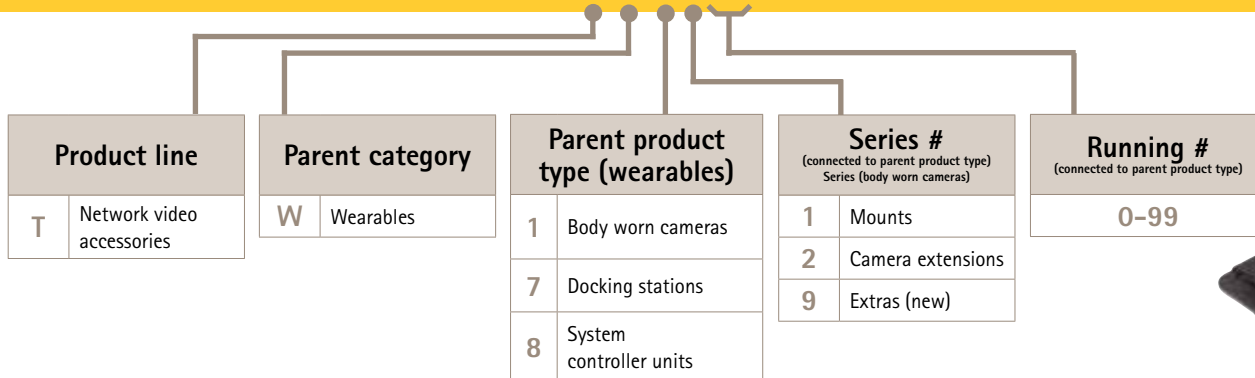 Product line
T
Network video
accessories
Parent category
W
Wearables
Parent product
type (wearables)
1
Body worn cameras
7
Docking stations
8
System
controller units
Series #
(connected to parent product type)
Series (body worn cameras)
1
Mounts
2
Camera extensions
9
Extras (new)
Running #
(connected to parent product type)
0-99